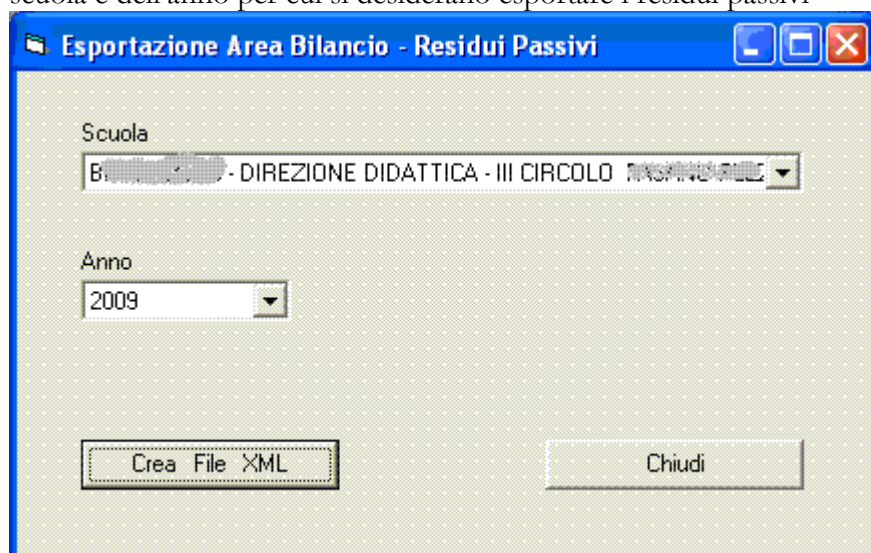 scuola e dell'anno per cui si desiderano esportare i residui passivi
Esportazione Area Bilancio - Residui Passivi
Scuola
- DIREZIONE DIDATTICA - III CIRCOLO
Anno
2009
Crea File XML
Chiudi